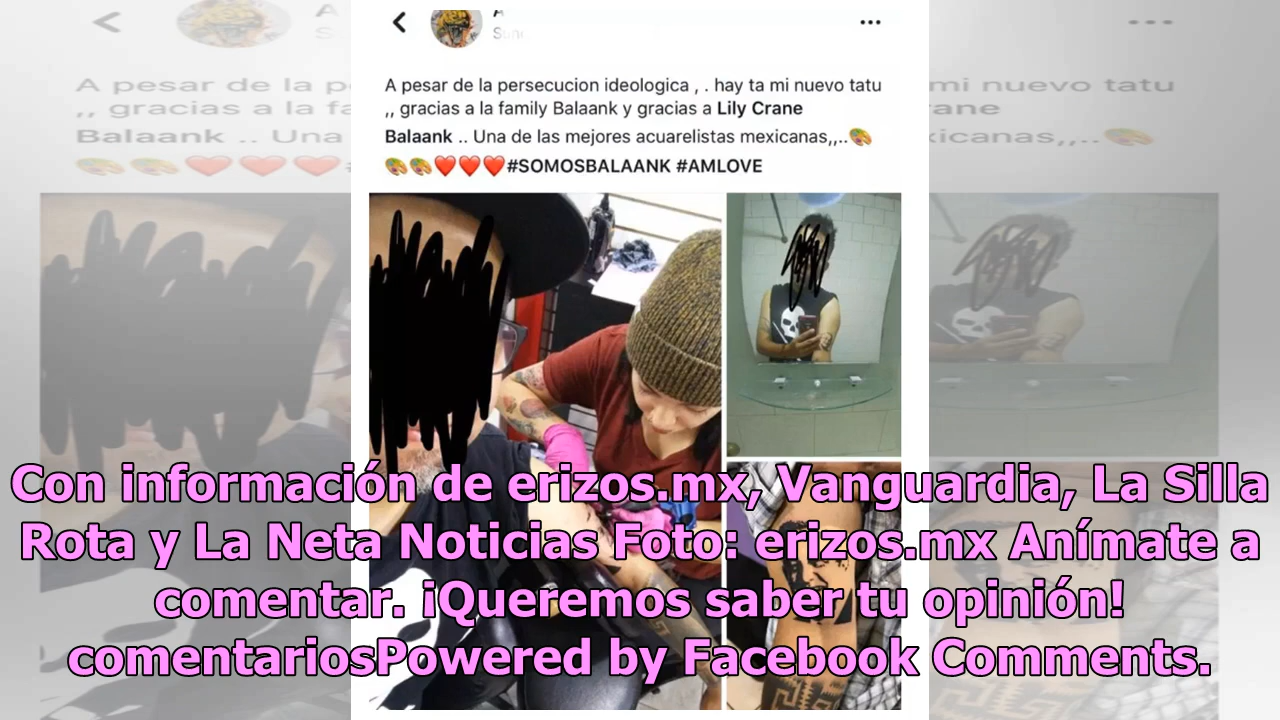 A pesar de la persecucion ideologica , . hay ta mi nuevo tatu
,, gracias a la family Balaank y gracias a Lily Crane
Balaank .. Una de las mejores acuarelistas mexicanas,,..🎨
🎨🎨❤️❤️❤️#SOMOSBALAANK #AMLOVE
Con información de erizos.mx, Vanguardia, La Silla
Rota y La Neta Noticias Foto: erizos.mx Anímate a
comentar. ¡Queremos saber tu opinión!
comentariosPowered by Facebook Comments.